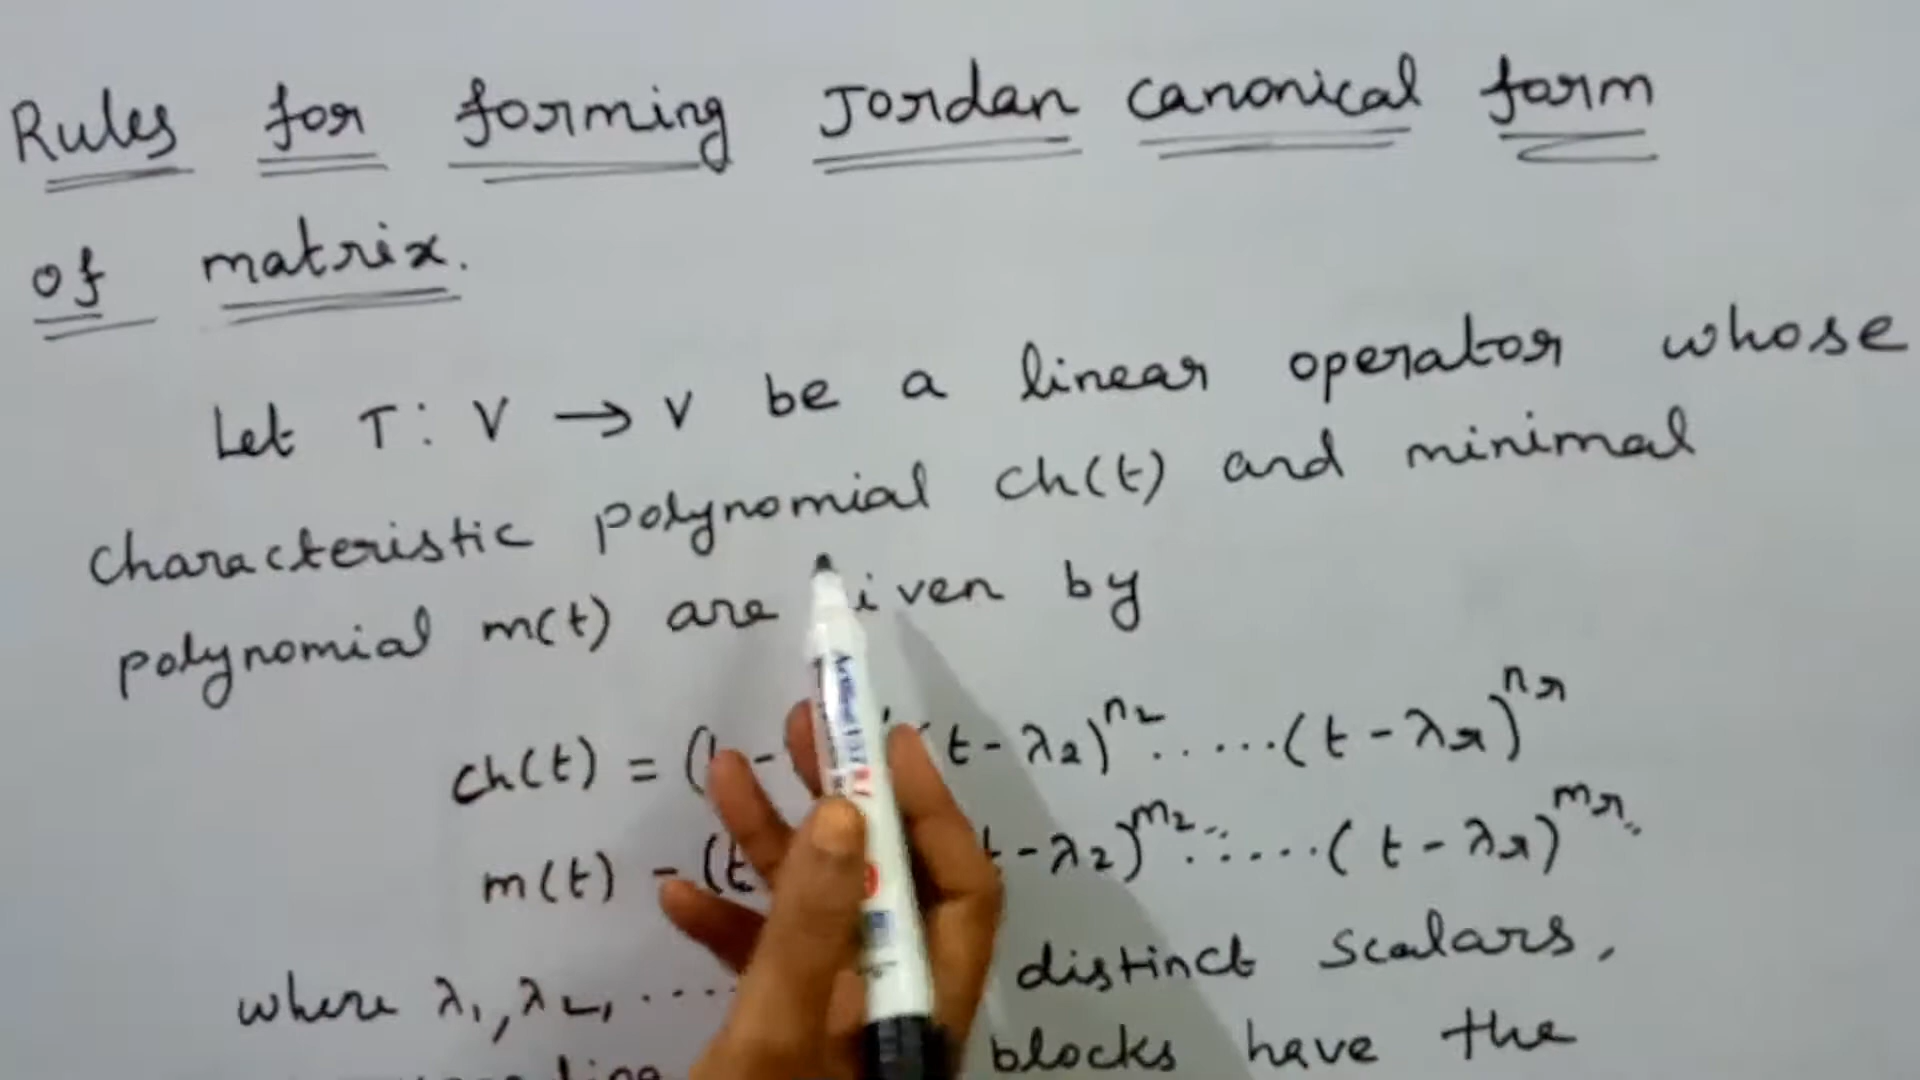 Rules for forming Jordan canonical form
of matrix.
Let T: V → V be a linear operator whose
characteristic polynomial ch(t) and minimal
polynomial m(t) are iven by
ch(t) = ( - t - λ2)^n2 ......(t - λr)^nr
m(t) - (t t - λ2)^m2 ......(t - λr)^mr.
where λ1, λ2, .... distinct scalars,
blocks have the